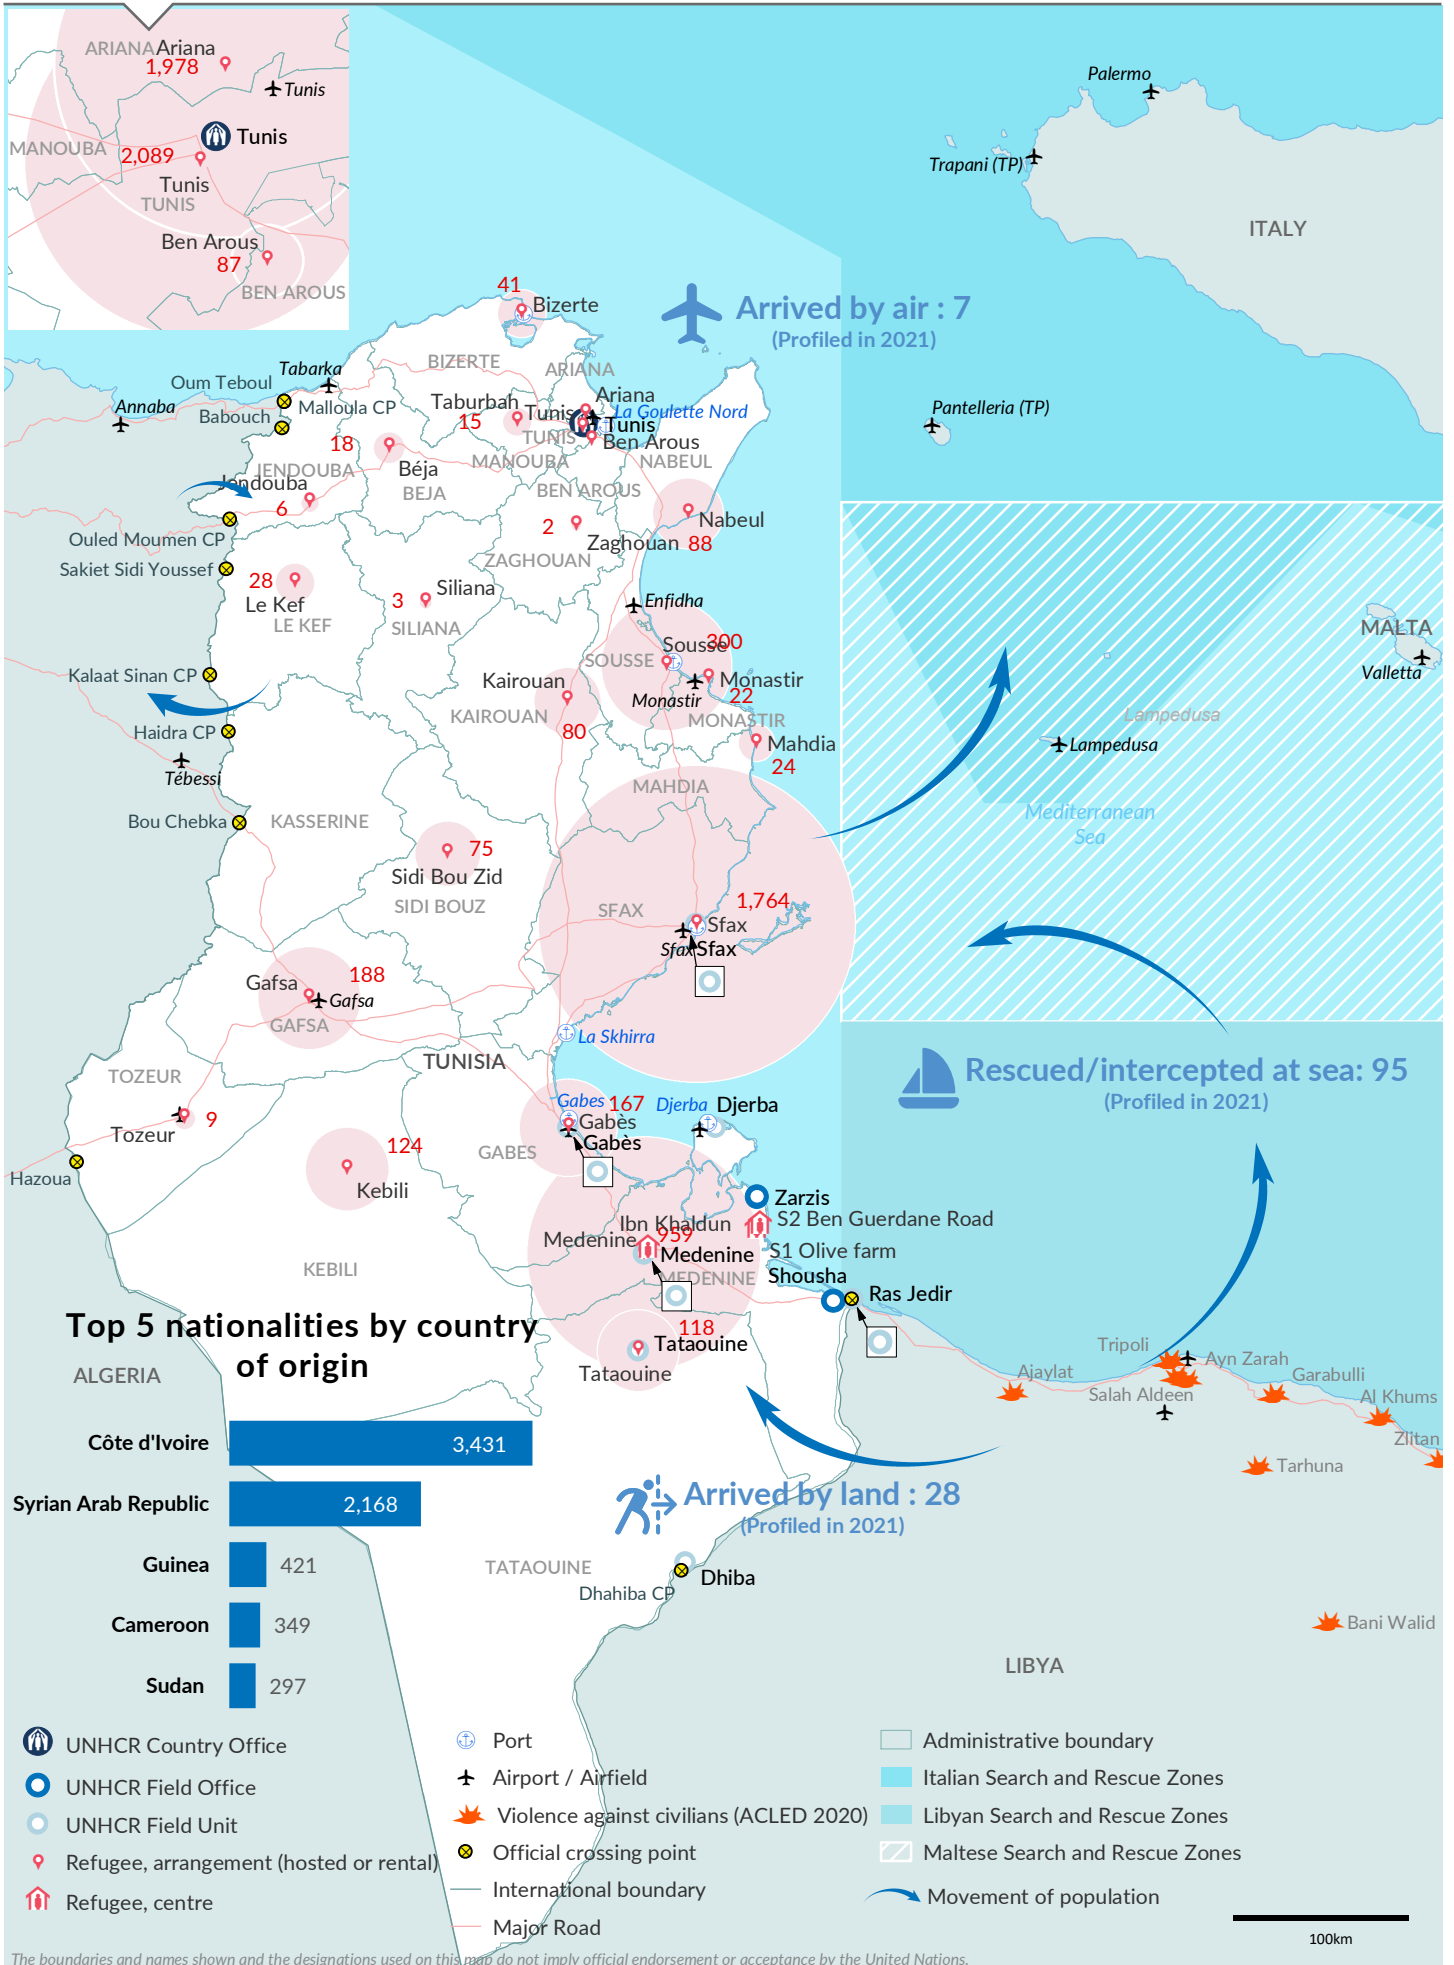 ARIANA
Ariana
1,978
Tunis
Tunis
MANOUBA
2,089
Tunis
TUNIS
Ben Arous
87
BEN AROUS
Palermo
Trapani (TP)
ITALY
41
Bizerte
Arrived by air : 7
(Profiled in 2021)
Tabarka
BIZERTE
ARIANA
Oum Teboul
Annaba
Babouch
Malloula CP
Taburbah
15
Tunis
Ariana
La Goulette Nord
Tunis
Pantelleria (TP)
18
TUNIS
Ben Arous
Béja
MANOUBA
NABEUL
JENDOUBA
Jendouba
BEJA
BEN AROUS
6
2
Nabeul
Ouled Moumen CP
Zaghouan
88
ZAGHOUAN
Sakiet Sidi Youssef
28
Siliana
3
Le Kef
LE KEF
SILIANA
Enfidha
MALTA
300
Sousse
SOUSSE
Valletta
Kalaat Sinan CP
Kairouan
Monastir
22
Monastir
KAIROUAN
MONASTIR
Lampedusa
Haidra CP
80
Mahdia
24
Lampedusa
Tébessi
MAHDIA
Bou Chebka
KASSERINE
Mediterranean
Sea
75
Sidi Bou Zid
SIDI BOUZ
1,764
SFAX
Sfax
Sfax
Sfax
188
Gafsa
Gafsa
GAFSA
La Skhirra
TUNISIA
Rescued/intercepted at sea: 95
(Profiled in 2021)
TOZEUR
9
Tozeur
Gabes
167
Djerba
Djerba
Gabès
Gabès
124
GABES
Hazoua
Kebili
Zarzis
Ibn Khaldun
S2 Ben Guerdane Road
959
Medenine
Medenine
S1 Olive farm
KEBILI
MEDENINE
Shousha
Ras Jedir
Top 5 nationalities by country
of origin
118
Tataouine
Tataouine
ALGERIA
Tripoli
Ayn Zarah
Ajaylat
Garabulli
Salah Aldeen
Al Khums
Zlitan
Tarhuna
Côte d'Ivoire
3,431
Syrian Arab Republic
2,168
Guinea
421
Cameroon
349
Sudan
297
Arrived by land : 28
(Profiled in 2021)
TATAOUINE
Dhahiba CP
Dhiba
Bani Walid
LIBYA
UNHCR Country Office
UNHCR Field Office
UNHCR Field Unit
Refugee, arrangement (hosted or rental)
Refugee, centre
Port
Airport / Airfield
Violence against civilians (ACLED 2020)
Official crossing point
International boundary
Major Road
Administrative boundary
Italian Search and Rescue Zones
Libyan Search and Rescue Zones
Maltese Search and Rescue Zones
Movement of population
100km
The boundaries and names shown and the designations used on this map do not imply official endorsement or acceptance by the United Nations.